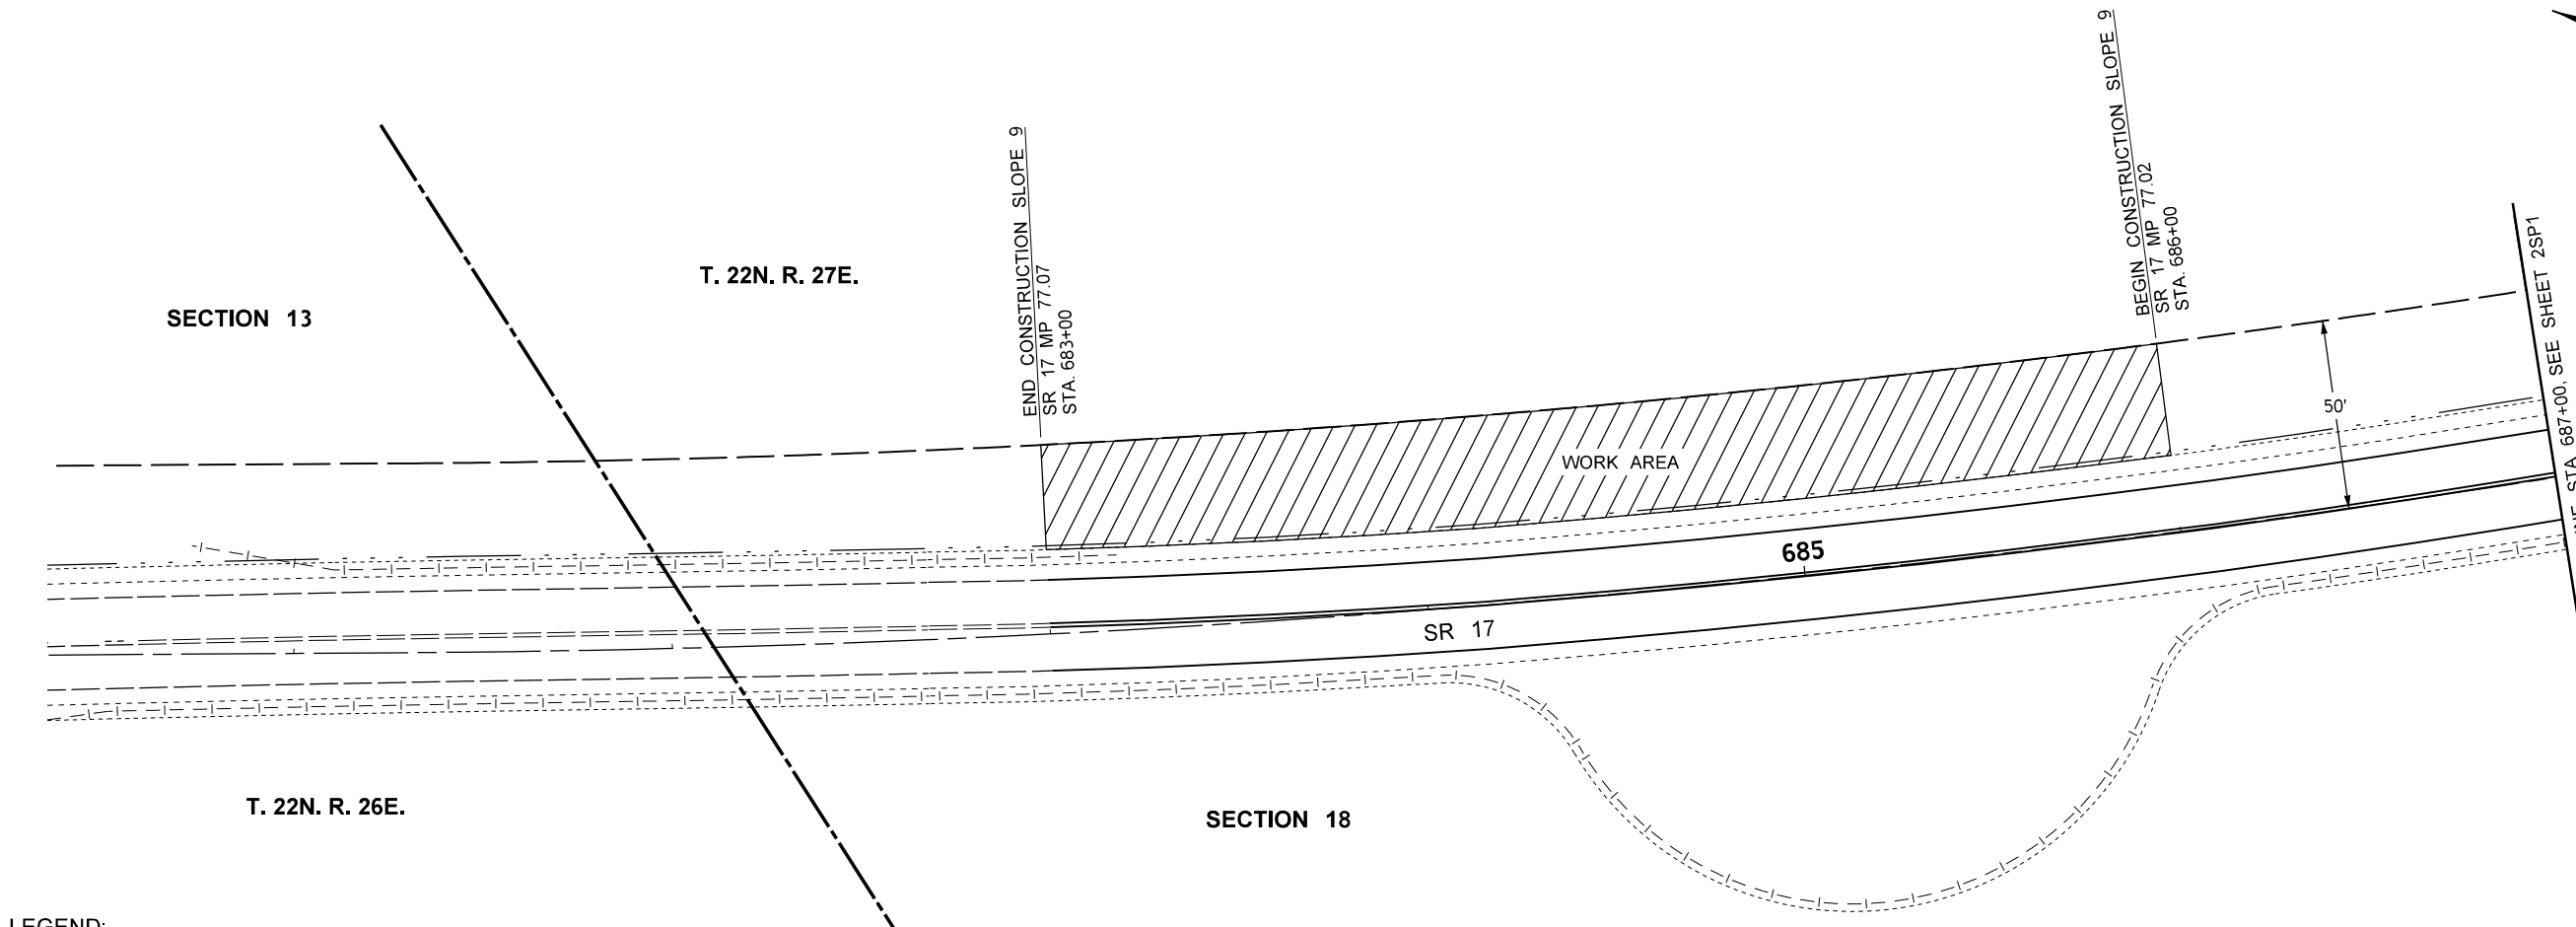 BEGIN CONSTRUCTION SLOPE 9
SR 17 MP 77.02
STA. 686+00
END CONSTRUCTION SLOPE 9
SR 17 MP 77.07
STA. 683+00
T. 22N. R. 27E.
SECTION 13
50'
STA 687+00, SEE SHEET 2SP1
WORK AREA
685
SR 17
T. 22N. R. 26E.
SECTION 18
LEGEND: